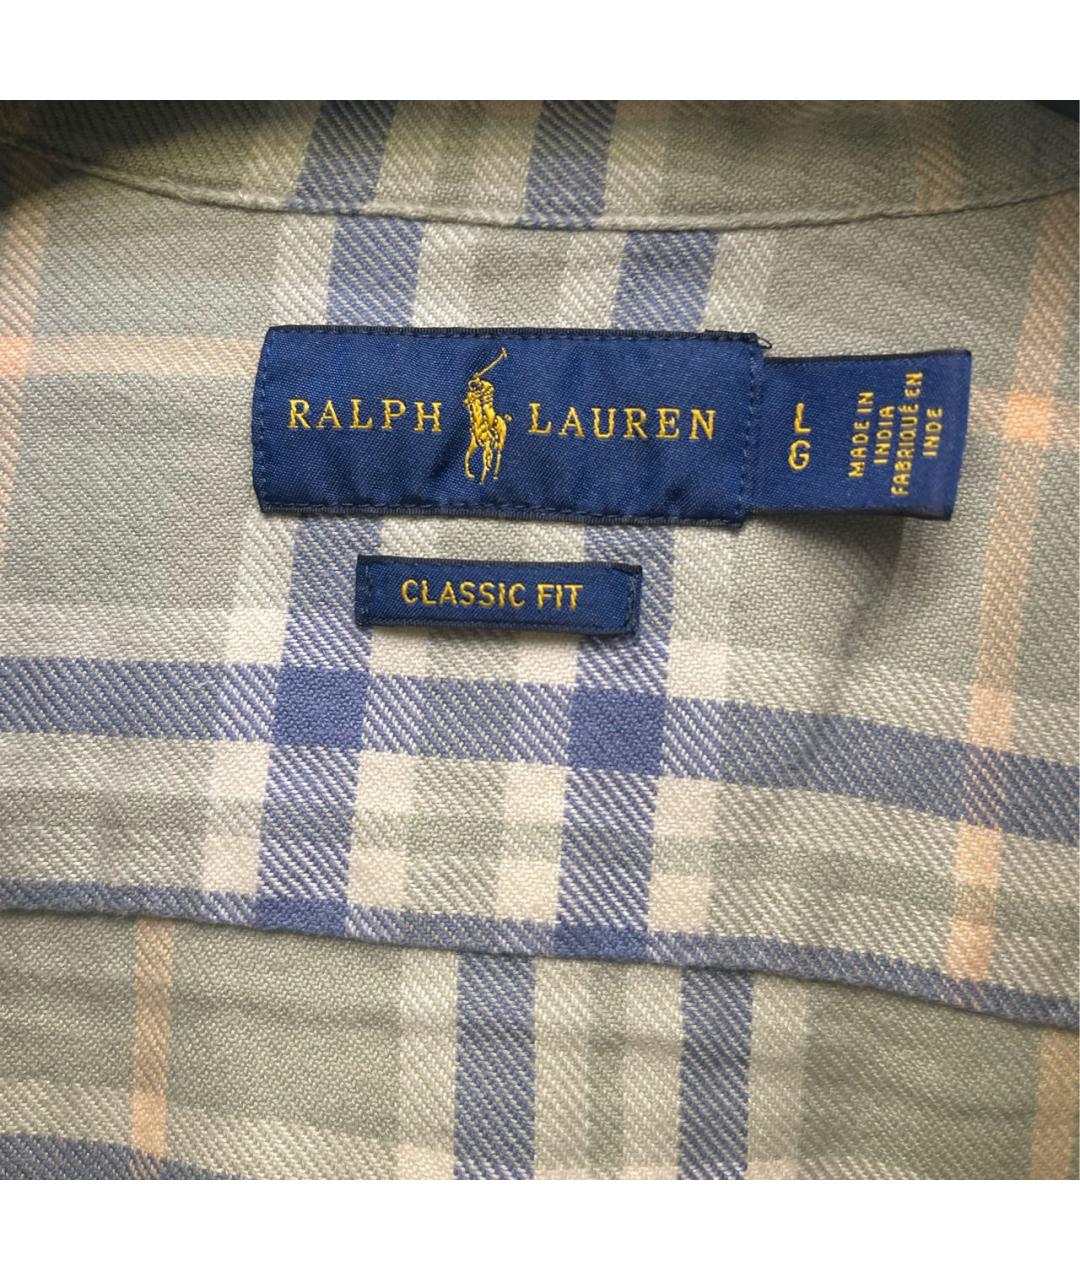 RALPH LAUREN
L
G
MADE IN
INDIA
FABRIQUÉ EN
INDE
CLASSIC FIT